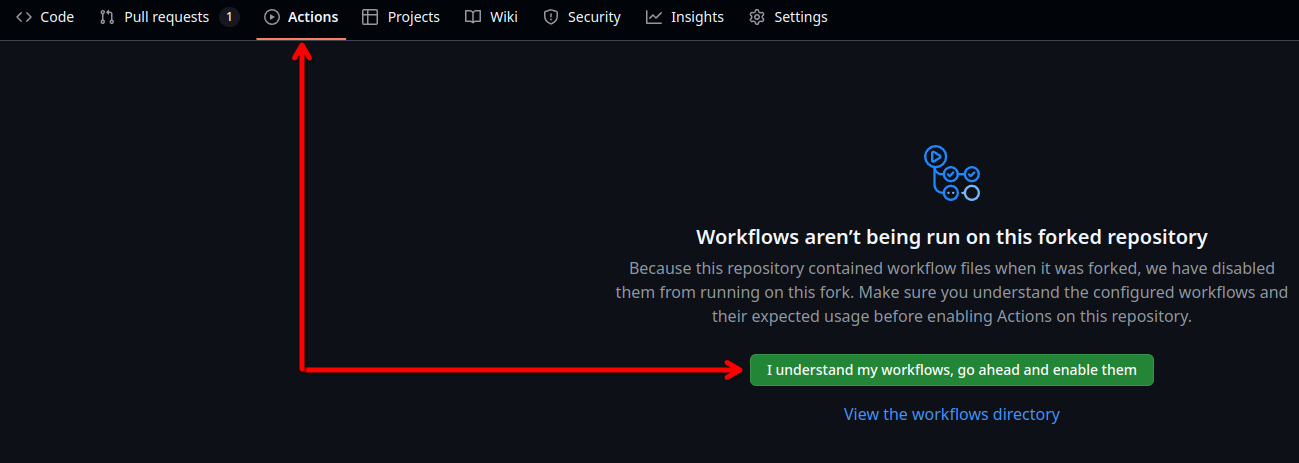 Code Pull requests 1 Actions Projects Wiki Security Insights Settings
Workflows aren’t being run on this forked repository
Because this repository contained workflow files when it was forked, we have disabled
them from running on this fork. Make sure you understand the configured workflows and
their expected usage before enabling Actions on this repository.
I understand my workflows, go ahead and enable them
View the workflows directory